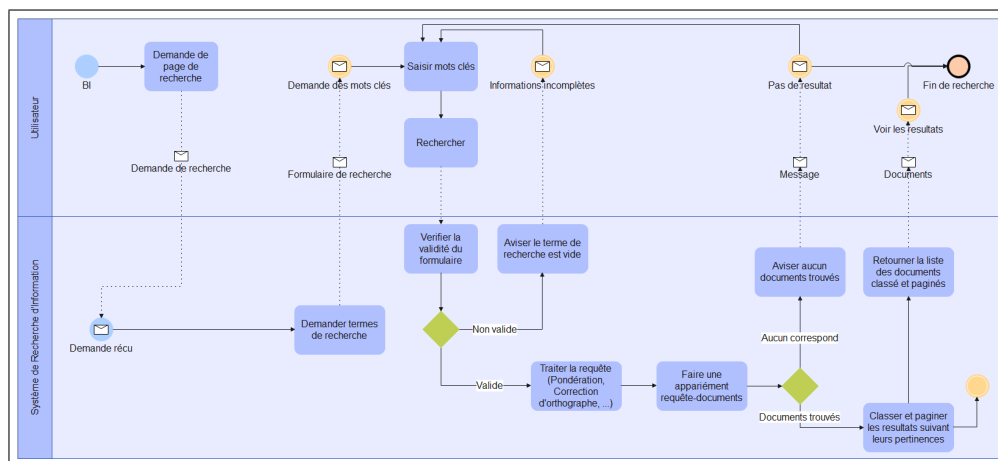 Utilisateur
BI
Demande de
page de
recherche
Demande de recherche
Demande des mots clés
Formulaire de recherche
Saisir mots clés
Rechercher
Informations incomplètes
Pas de resultat
Message
Fin de recherche
Voir les resultats
Documents
Système de Recherche d'Information
Demande récu
Demander termes
de recherche
Verifier la
validité du
formulaire
Aviser le terme de
recherche est vide
Non valide
Valide
Traiter la requête
(Pondération,
Correction
d'orthographe, ...)
Faire une
appariément
requête-documents
Aviser aucun
documents trouvés
Aucun correspond
Documents trouvés
Retourner la liste
des documents
classé et paginés
Classer et paginer
les resultats suivant
leurs pertinences